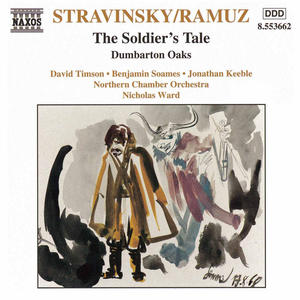 NAXOS
STRAVINSKY/RAMUZ
DDD
8.553662
The Soldier's Tale
Dumbarton Oaks
David Timson • Benjamin Soames • Jonathan Keeble
Northern Chamber Orchestra
Nicholas Ward